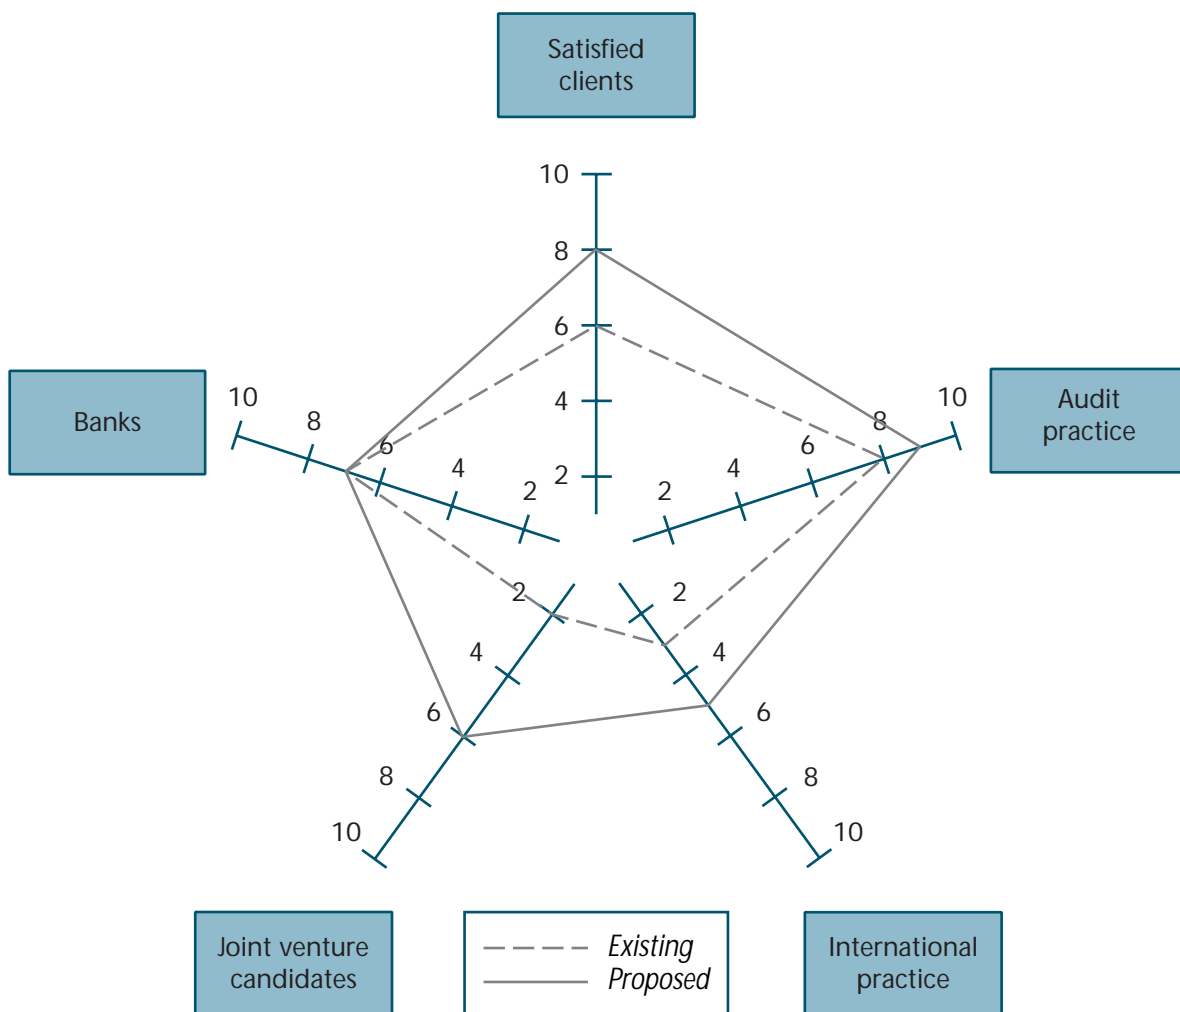 Satisfied
clients
10
8
6
4
2
Banks
10
8
6
4
2
Audit
practice
10
8
6
4
2
2
4
6
8
10
2
4
6
8
10
Joint venture
candidates
Existing
Proposed
International
practice